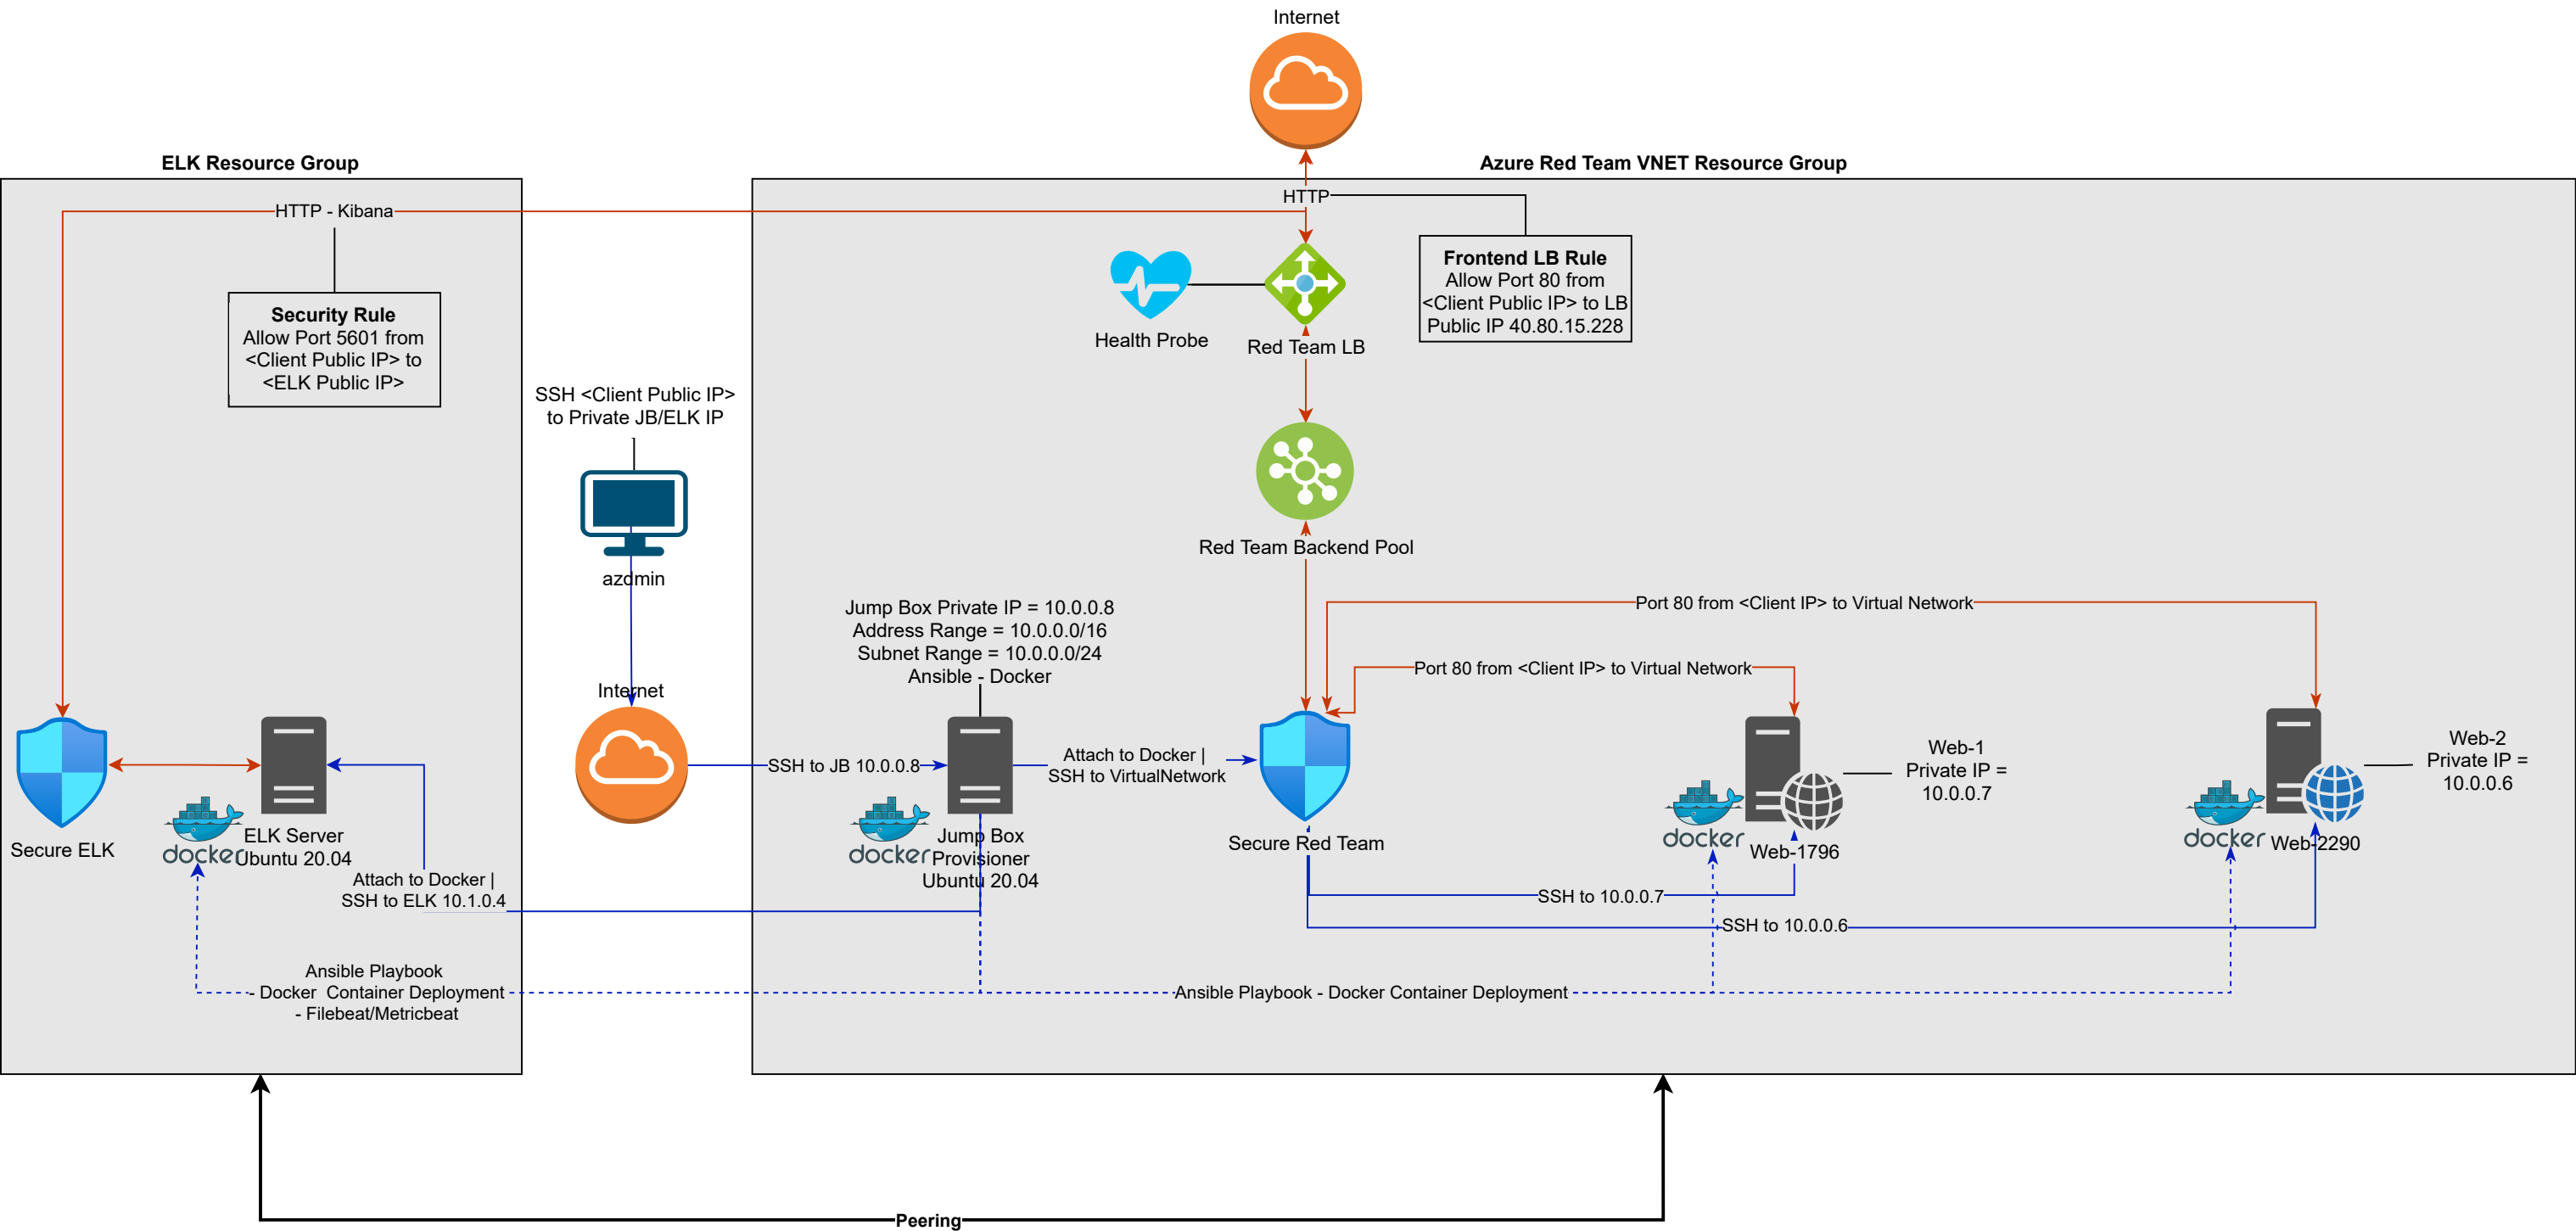 Internet
ELK Resource Group
Azure Red Team VNET Resource Group
HTTP - Kibana
HTTP
Security Rule
Allow Port 5601 from
<Client Public IP> to
<ELK Public IP>
Frontend LB Rule
Allow Port 80 from
<Client Public IP> to LB
Public IP 40.80.15.228
Health Probe
Red Team LB
SSH <Client Public IP>
to Private JB/ELK IP
azdmin
Internet
Red Team Backend Pool
Jump Box Private IP = 10.0.0.8
Address Range = 10.0.0.0/16
Subnet Range = 10.0.0.0/24
Ansible - Docker
Port 80 from <Client IP> to Virtual Network
Port 80 from <Client IP> to Virtual Network
SSH to JB 10.0.0.8
Attach to Docker |
SSH to VirtualNetwork
Web-1
Private IP =
10.0.0.7
Web-2
Private IP =
10.0.0.6
Secure ELK
docker
ELK Server
Ubuntu 20.04
docker
Jump Box
Provisioner
Ubuntu 20.04
Secure Red Team
docker
Web-1796
docker
Web-2290
Attach to Docker |
SSH to ELK 10.1.0.4
SSH to 10.0.0.7
SSH to 10.0.0.6
Ansible Playbook
- Docker  Container Deployment
- Filebeat/Metricbeat
Ansible Playbook - Docker Container Deployment
Peering